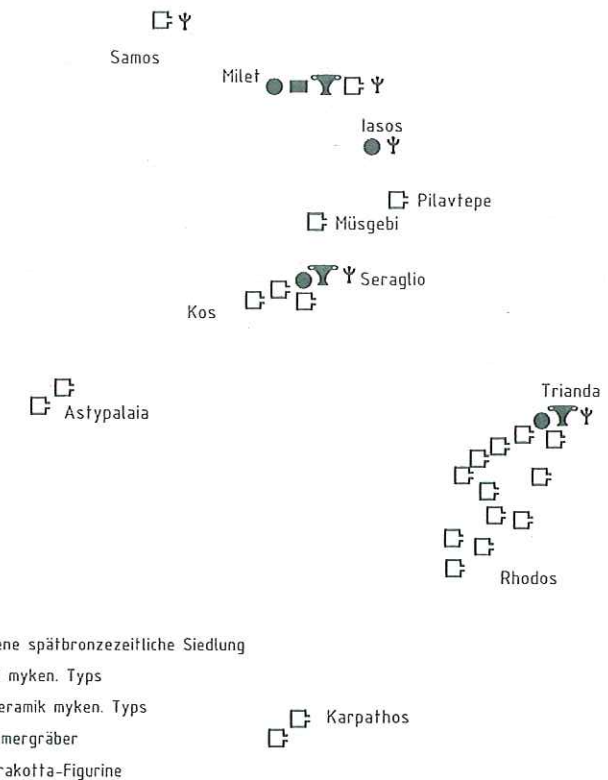 Samos
Milet
Iasos
Pilavtepe
Müsgebi
Seraglio
Kos
Astypalaia
Trianda
Rhodos
ene spätbronzezeitliche Siedlung
myken. Typs
eramik myken. Typs
Karpathos
mergräber
rakotta-Figurine